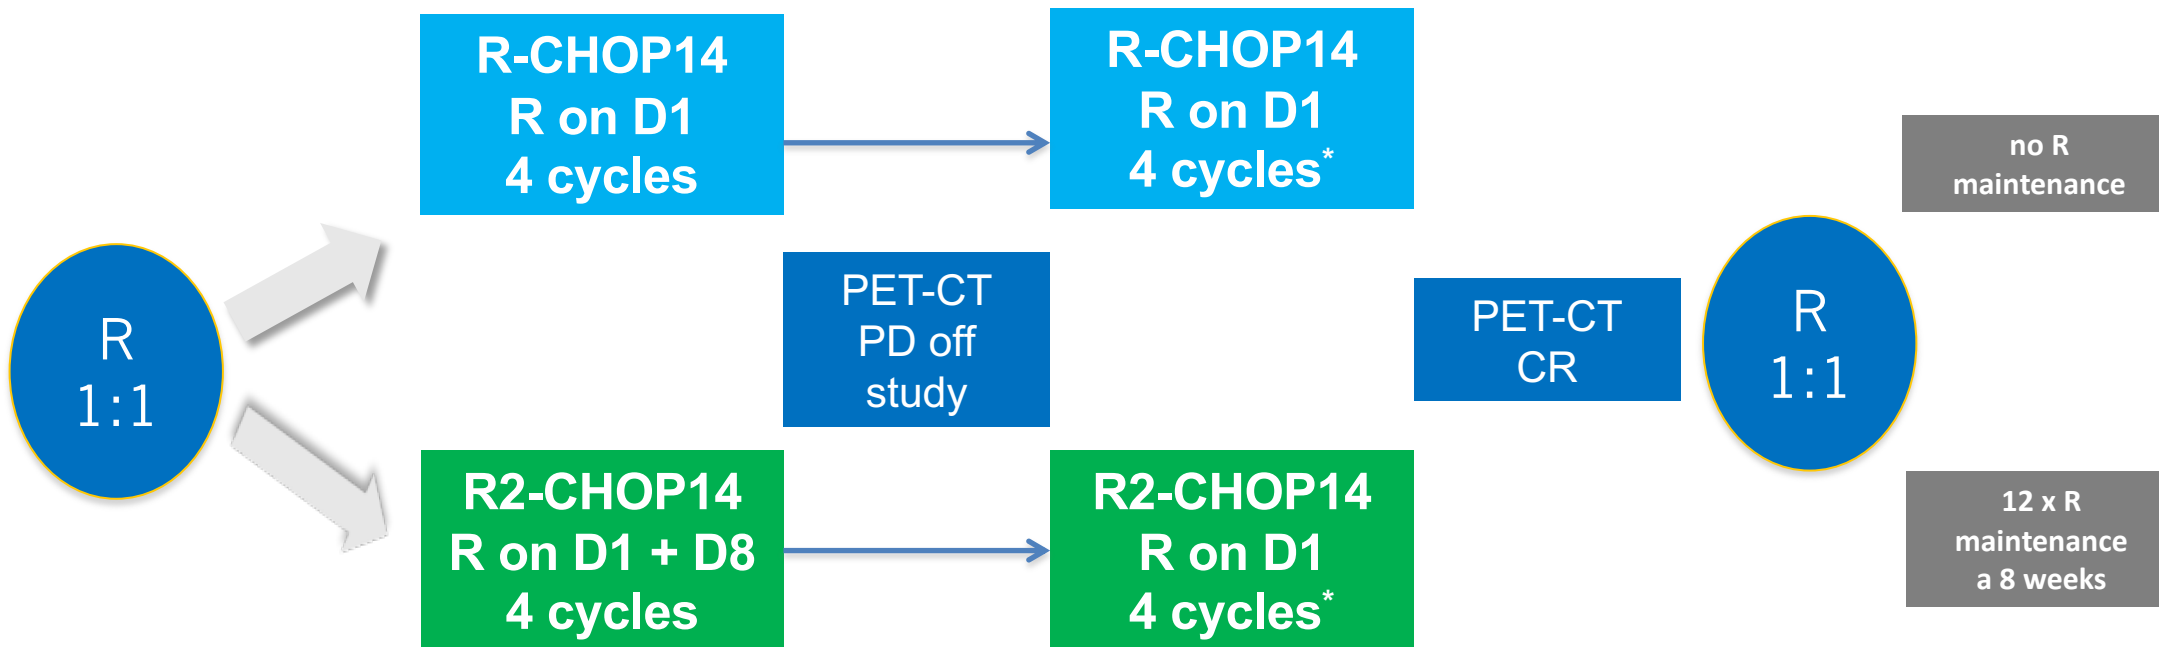 R
1:1
R-CHOP14
R on D1
4 cycles
R2-CHOP14
R on D1 + D8
4 cycles
PET-CT
PD off
study
R-CHOP14
R on D1
4 cycles*
R2-CHOP14
R on D1
4 cycles*
PET-CT
CR
R
1:1
no R
maintenance
12 x R
maintenance
a 8 weeks